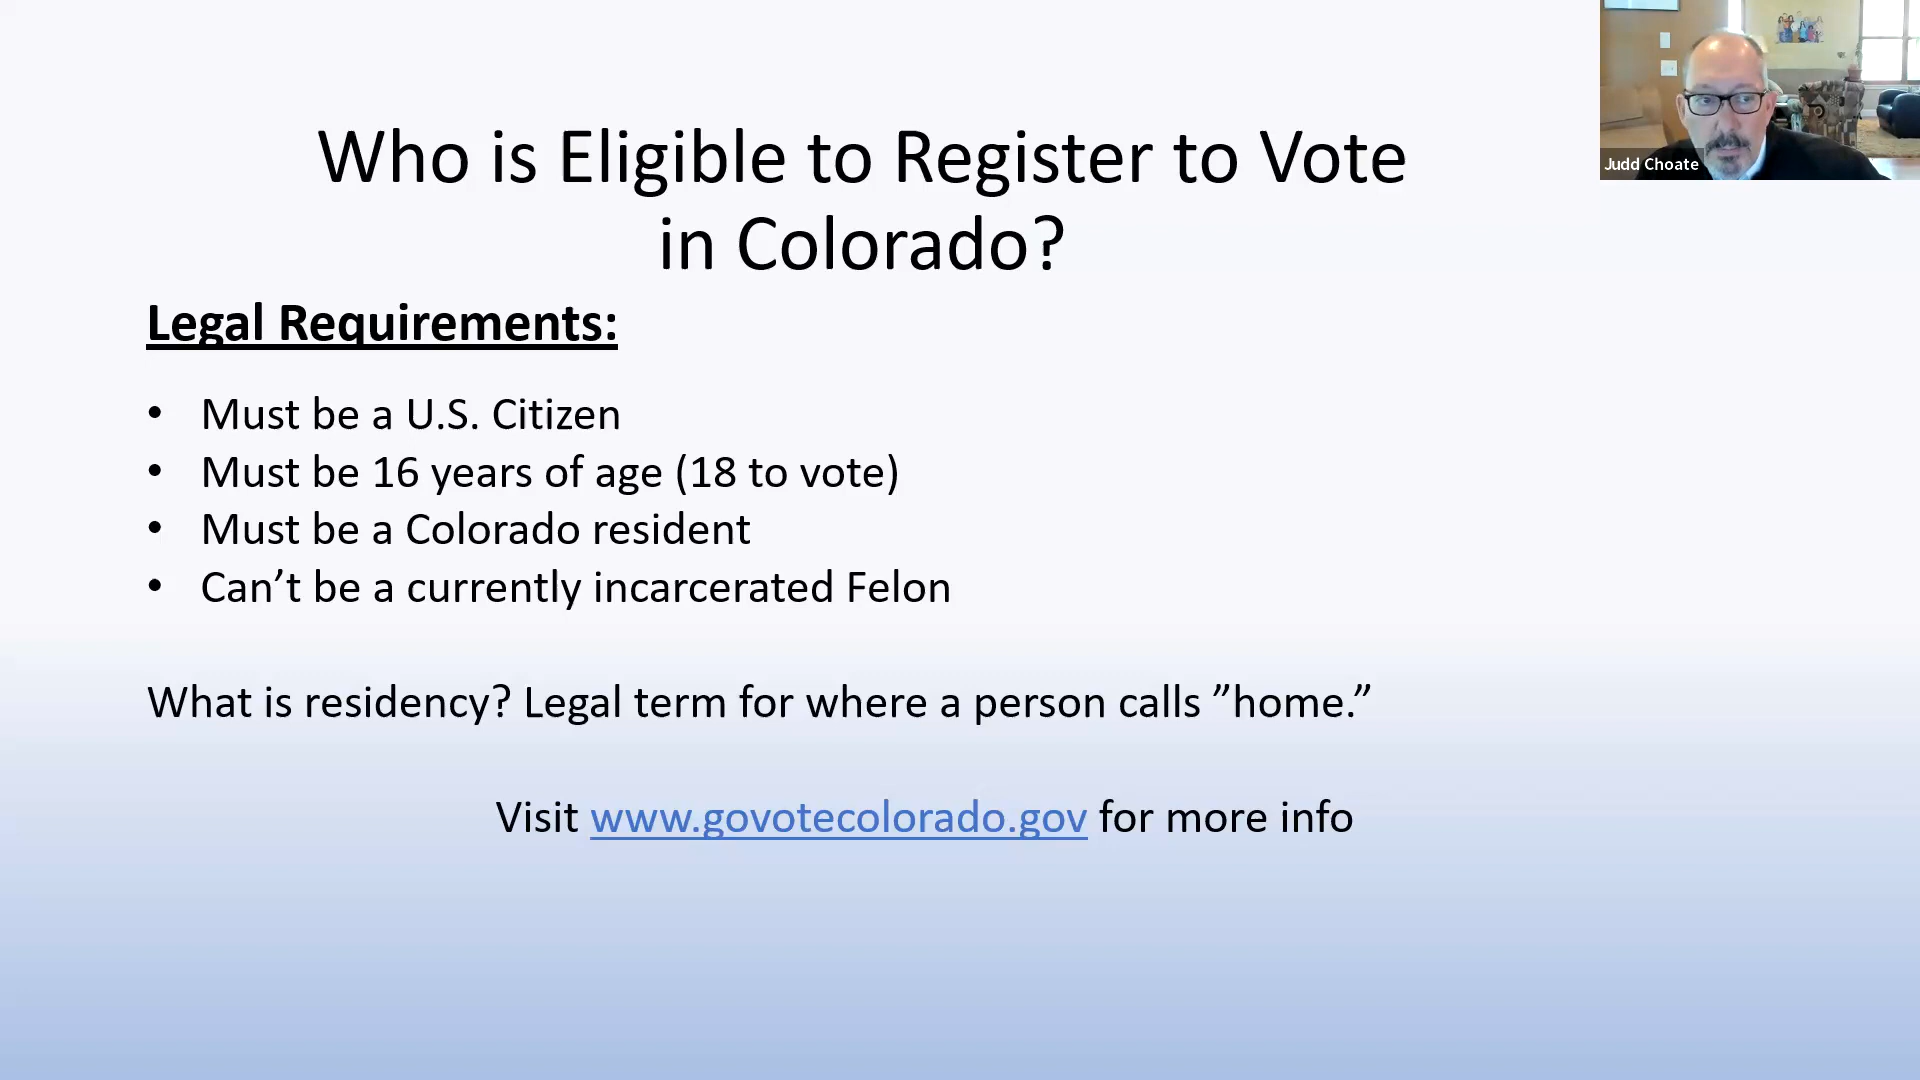 Who is Eligible to Register to Vote
in Colorado?
Judd Choate
Legal Requirements:
• Must be a U.S. Citizen
• Must be 16 years of age (18 to vote)
• Must be a Colorado resident
• Can’t be a currently incarcerated Felon
What is residency? Legal term for where a person calls ”home.”
Visit www.govotecolorado.gov for more info